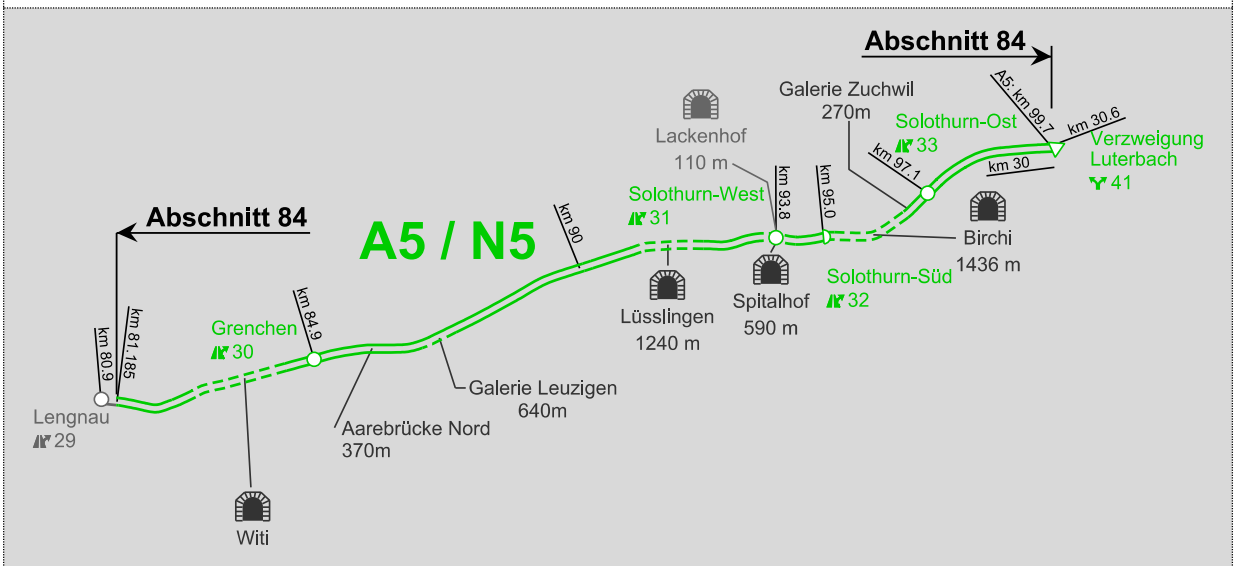 Abschnitt 84
A5: km 99.7
km 30.6
Galerie Zuchwil
270m
Lackenhof
110 m
Solothurn-Ost
33
km 97.1
km 30
Verzweigung
Luterbach
41
Solothurn-West
31
km 93.8
km 95.0
Birchi
1436 m
Abschnitt 84
A5 / N5
km 90
Solothurn-Süd
32
Spitalhof
590 m
Lüsslingen
1240 m
km 84.9
Grenchen
30
km 80.9
km 81.185
Galerie Leuzigen
640m
Lengnau
29
Aarebrücke Nord
370m
Witi